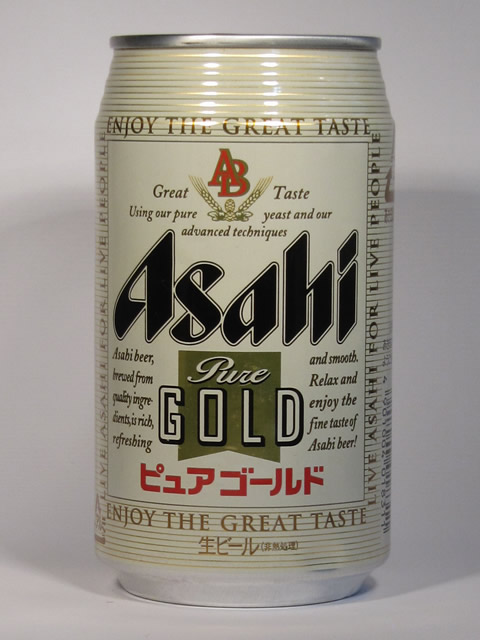 ENJOY THE GREAT TASTE
AB
Great Taste
Using our pure yeast and our
advanced techniques
Asahi
Asahi beer,
brewed from
quality ingre-
dients, is rich,
refreshing
Pure
GOLD
and smooth.
Relax and
enjoy the
fine taste of
Asahi beer!
ピュアゴールド
ENJOY THE GREAT TASTE
生ビール(非熱処理)
LIVE ASAHI FOR LIVE PEOPLE
LIVE ASAHI FOR LIVE PEOPLE